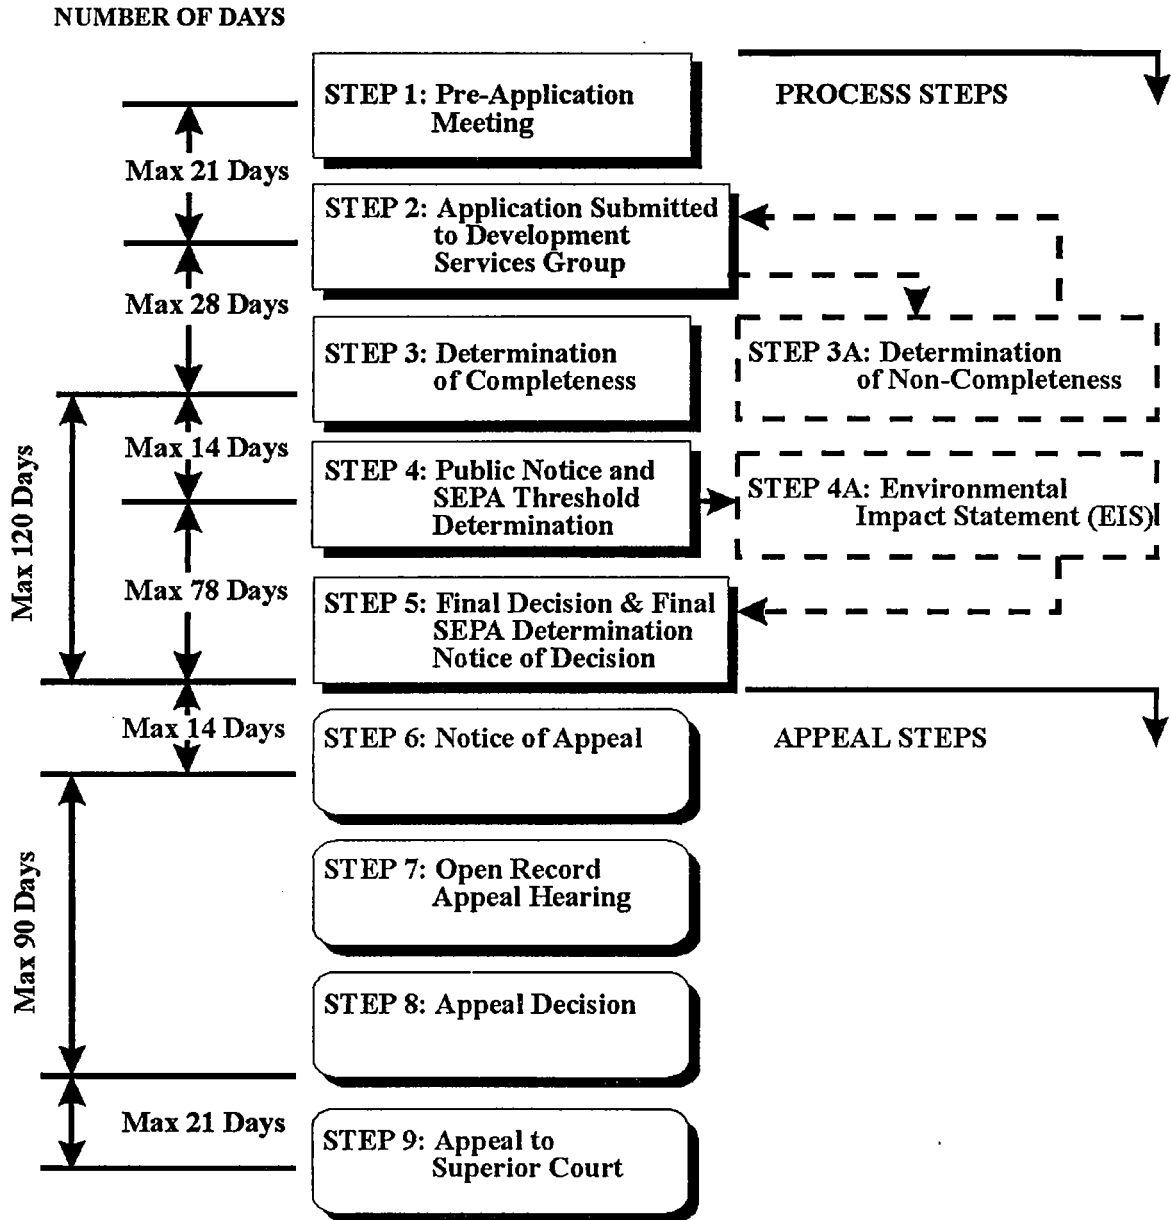 NUMBER OF DAYS
STEP 1: Pre-Application
Meeting
PROCESS STEPS
Max 21 Days
STEP 2: Application Submitted
to Development
Services Group
Max 28 Days
STEP 3: Determination
of Completeness
STEP 3A: Determination
of Non-Completeness
Max 120 Days
Max 14 Days
STEP 4: Public Notice and
SEPA Threshold
Determination
STEP 4A: Environmental
Impact Statement (EIS)
Max 78 Days
STEP 5: Final Decision & Final
SEPA Determination
Notice of Decision
Max 14 Days
STEP 6: Notice of Appeal
APPEAL STEPS
Max 90 Days
STEP 7: Open Record
Appeal Hearing
STEP 8: Appeal Decision
Max 21 Days
STEP 9: Appeal to
Superior Court